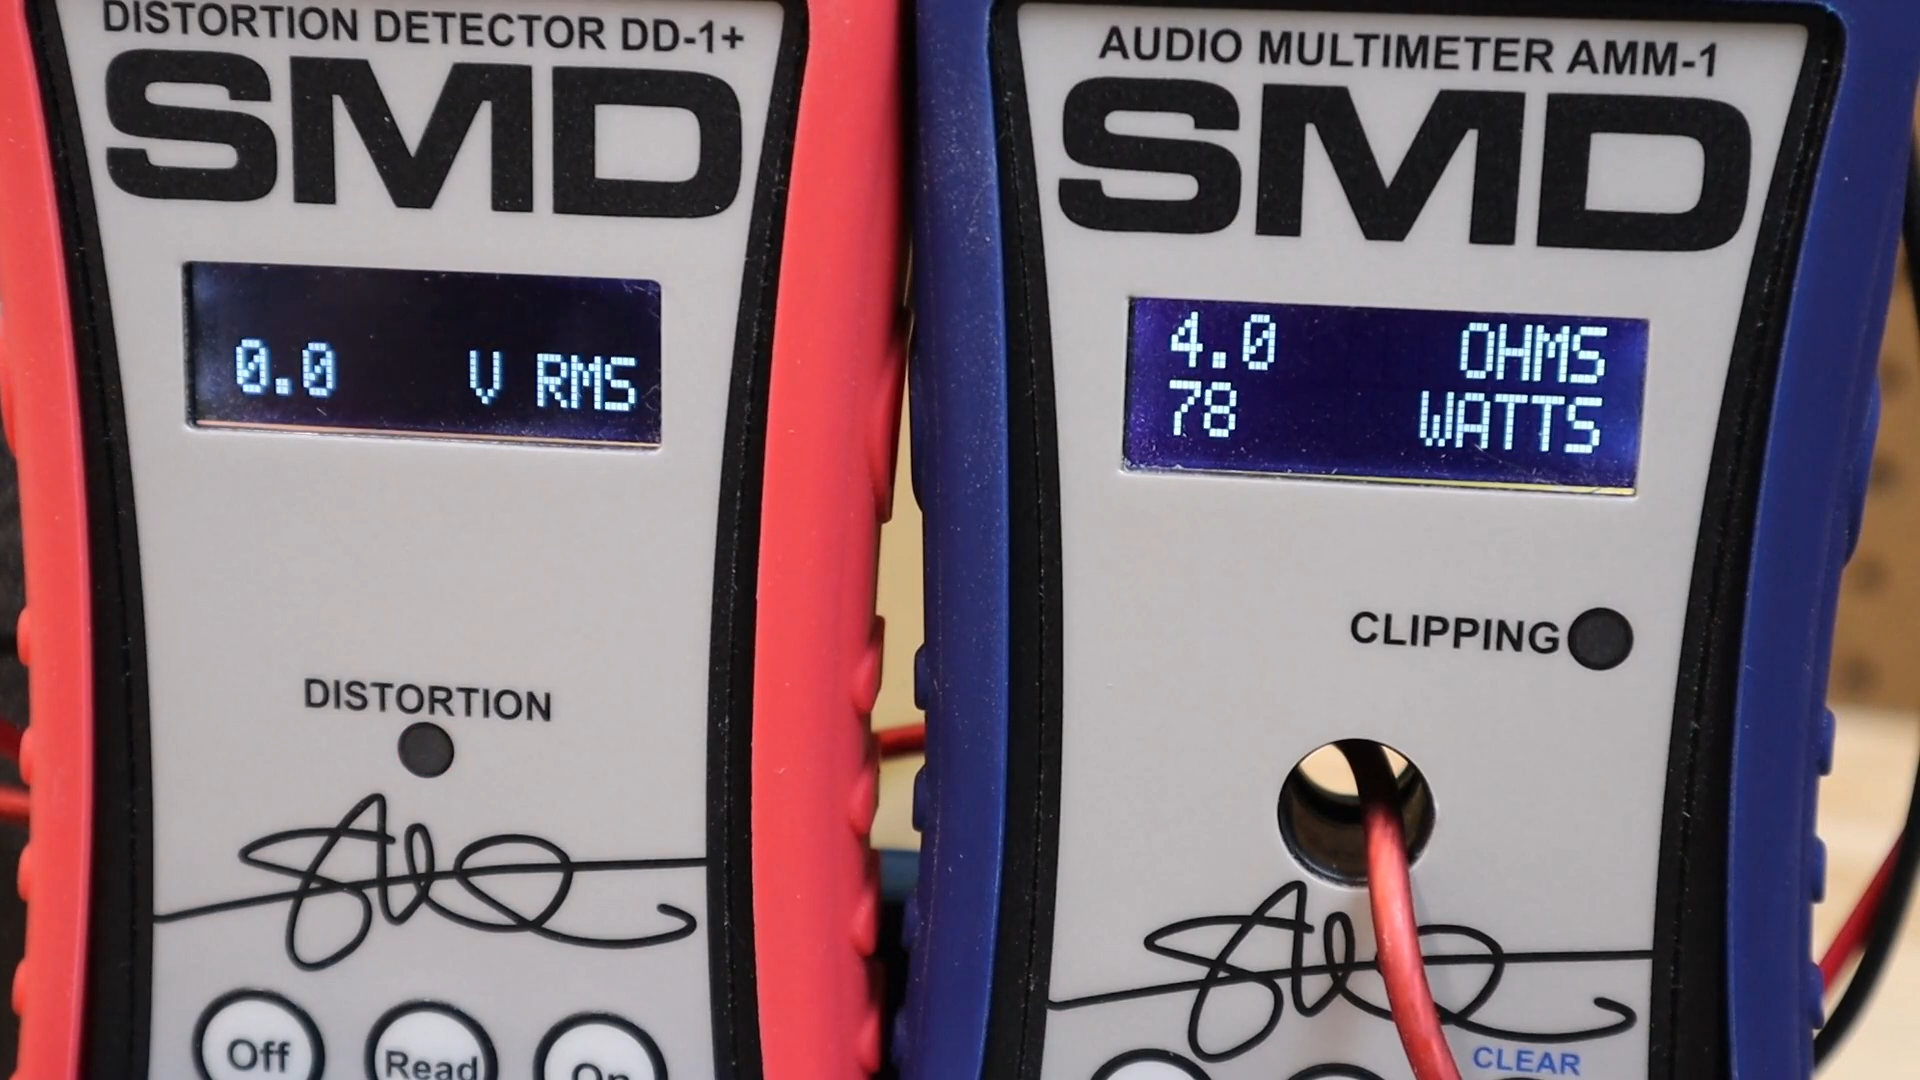 DISTORTION DETECTOR DD-1+
SMD
0.0 V RMS
DISTORTION
Off Read On
AUDIO MULTIMETER AMM-1
SMD
4.0 OHMS
78 WATTS
CLIPPING
CLEAR